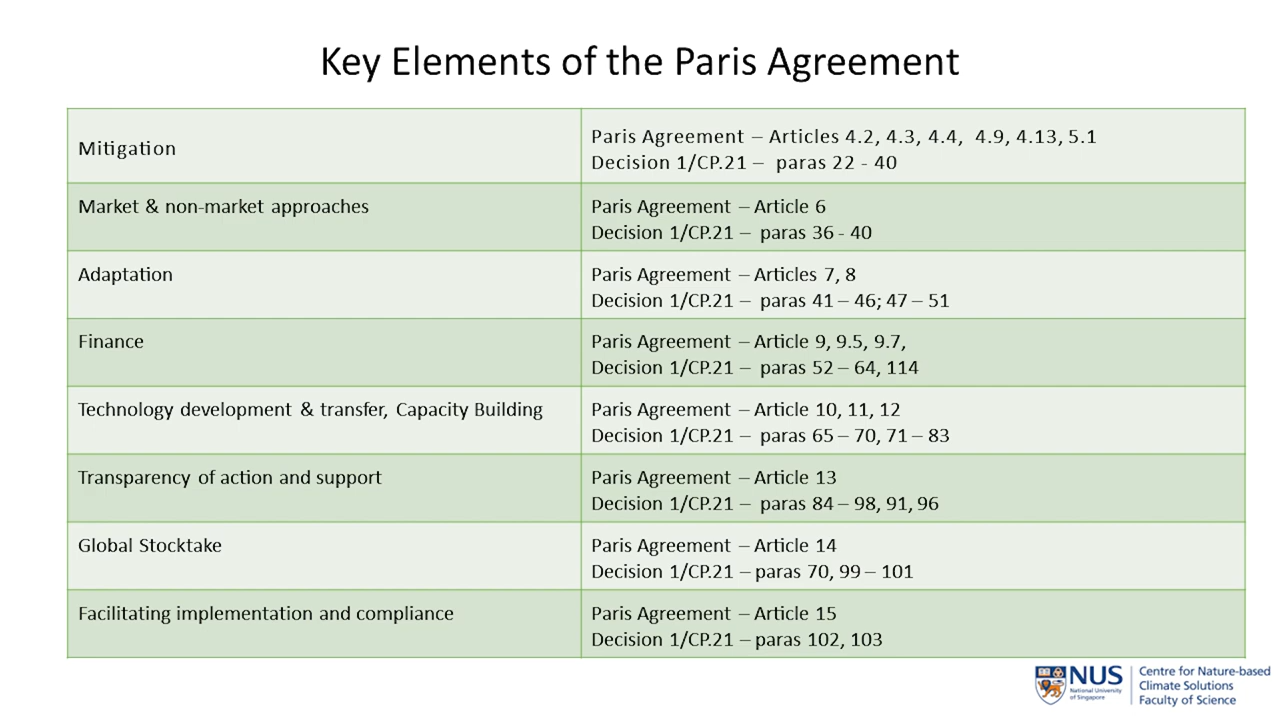 Key Elements of the Paris Agreement
Mitigation
Paris Agreement – Articles 4.2, 4.3, 4.4, 4.9, 4.13, 5.1
Decision 1/CP.21 – paras 22 - 40
Market & non-market approaches
Paris Agreement – Article 6
Decision 1/CP.21 – paras 36 - 40
Adaptation
Paris Agreement – Articles 7, 8
Decision 1/CP.21 – paras 41 – 46; 47 – 51
Finance
Paris Agreement – Article 9, 9.5, 9.7,
Decision 1/CP.21 – paras 52 – 64, 114
Technology development & transfer, Capacity Building
Paris Agreement – Article 10, 11, 12
Decision 1/CP.21 – paras 65 – 70, 71 – 83
Transparency of action and support
Paris Agreement – Article 13
Decision 1/CP.21 – paras 84 – 98, 91, 96
Global Stocktake
Paris Agreement – Article 14
Decision 1/CP.21 – paras 70, 99 – 101
Facilitating implementation and compliance
Paris Agreement – Article 15
Decision 1/CP.21 – paras 102, 103
NUS
National University
of Singapore
Centre for Nature-based
Climate Solutions
Faculty of Science